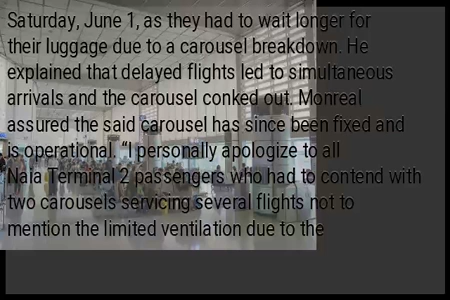 Saturday, June 1, as they had to wait longer for
their luggage due to a carousel breakdown. He
explained that delayed flights led to simultaneous
arrivals and the carousel conked out. Monreal
assured the said carousel has since been fixed and
is operational. “I personally apologize to all
Naia Terminal 2 passengers who had to contend with
two carousels servicing several flights not to
mention the limited ventilation due to the